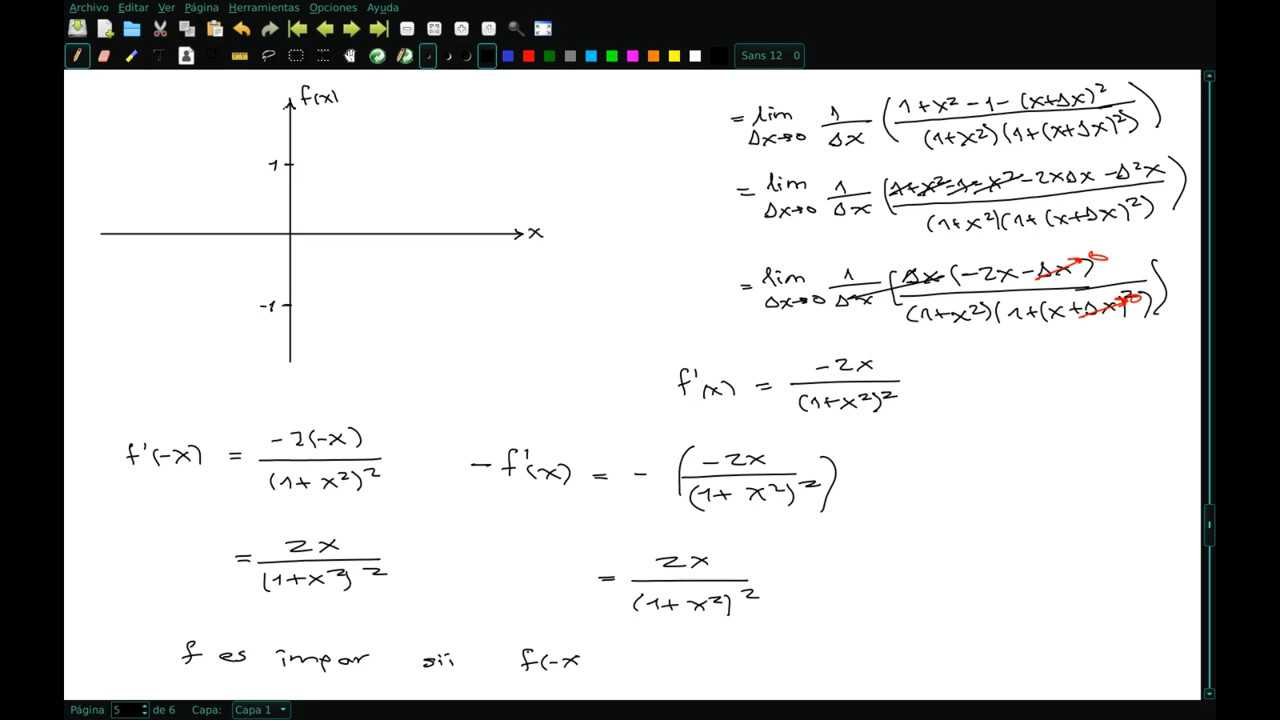 Archivo Editar Ver Página Herramientas Opciones Ayuda
Sans 12 0
f(x)
1
x
-1
= lim Δx→0 1/Δx ( (1+x² - 1 - (x+Δx)²) / ((1+x²)(1+(x+Δx)²)) )
= lim Δx→0 1/Δx ( (1+x² - 1 - x² - 2xΔx - Δ²x) / ((1+x²)(1+(x+Δx)²)) )
= lim Δx→0 1/Δx ( (Δx (-2x - Δx)) / ((1+x²)(1+(x+Δx)²)) )
0
0
f'(x) = -2x / (1+x²)²
f'(-x) = -2(-x) / (1+x²)²
= 2x / (1+x²)²
-f'(x) = - ( -2x / (1+x²)² )
= 2x / (1+x²)²
f es impar sii f(-x
Página 5 de 6 Capa: Capa 1